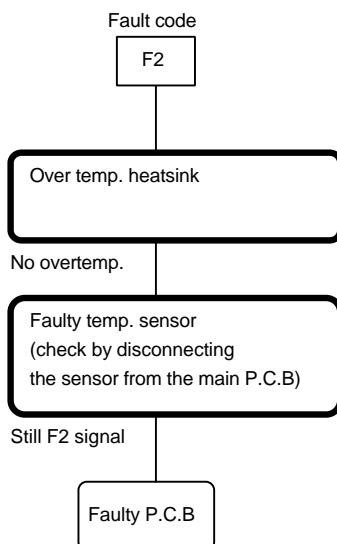 Fault code
F2
Over temp. heatsink
No overtemp.
Faulty temp. sensor
(check by disconnecting
the sensor from the main P.C.B)
Still F2 signal
Faulty P.C.B